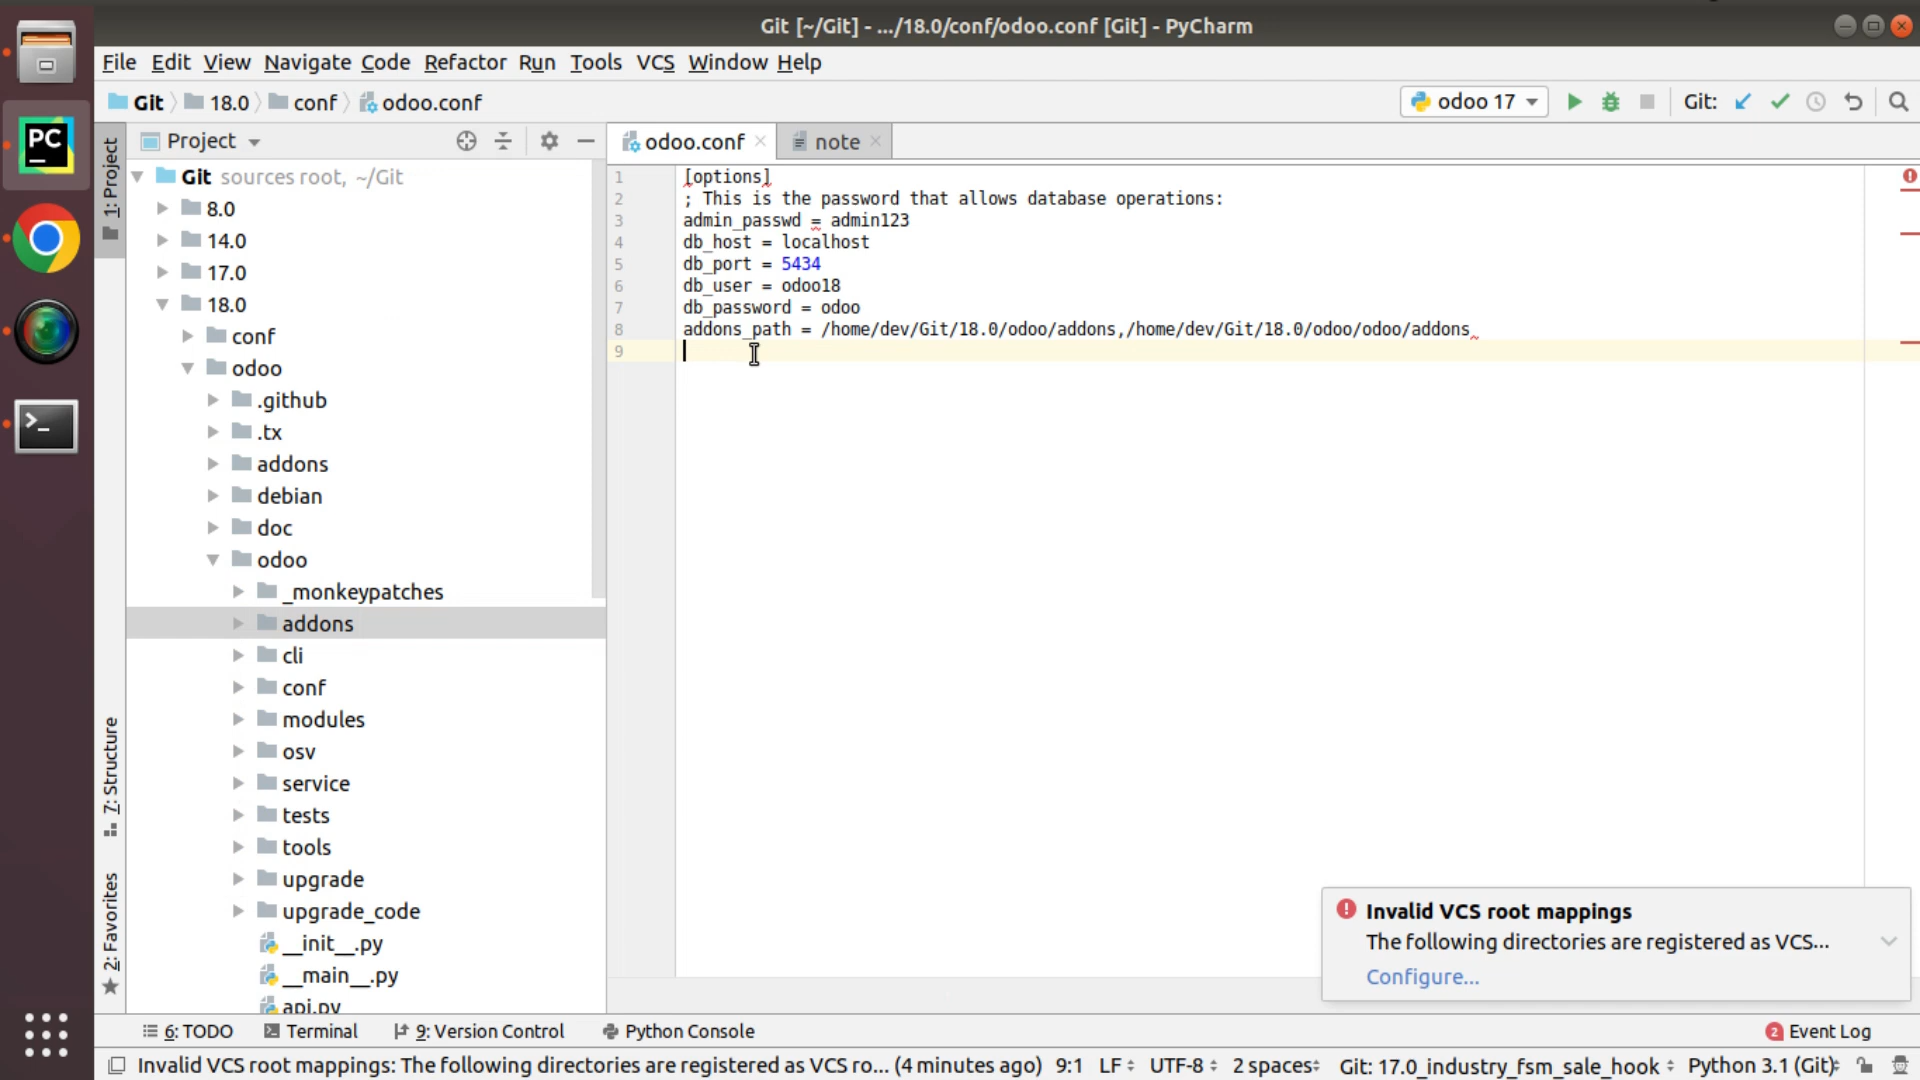 Git [~/Git] - .../18.0/conf/odoo.conf [Git] - PyCharm
File Edit View Navigate Code Refactor Run Tools VCS Window Help
Git 18.0 conf odoo.conf
odoo 17
Git:
PC
1: Project
Project
odoo.conf
note
Git sources root, ~/Git
8.0
14.0
17.0
18.0
conf
odoo
.github
.tx
addons
debian
doc
odoo
_monkeypatches
addons
cli
conf
modules
osv
service
tests
tools
upgrade
upgrade_code
__init__.py
__main__.py
api.py
7: Structure
2: Favorites
1 [options]
2 ; This is the password that allows database operations:
3 admin_passwd = admin123
4 db_host = localhost
5 db_port = 5434
6 db_user = odoo18
7 db_password = odoo
8 addons_path = /home/dev/Git/18.0/odoo/addons,/home/dev/Git/18.0/odoo/odoo/addons
9
Invalid VCS root mappings
The following directories are registered as VCS...
Configure...
6: TODO Terminal 9: Version Control Python Console
2 Event Log
Invalid VCS root mappings: The following directories are registered as VCS ro... (4 minutes ago) 9:1 LF UTF-8 2 spaces Git: 17.0_industry_fsm_sale_hook Python 3.1 (Git)